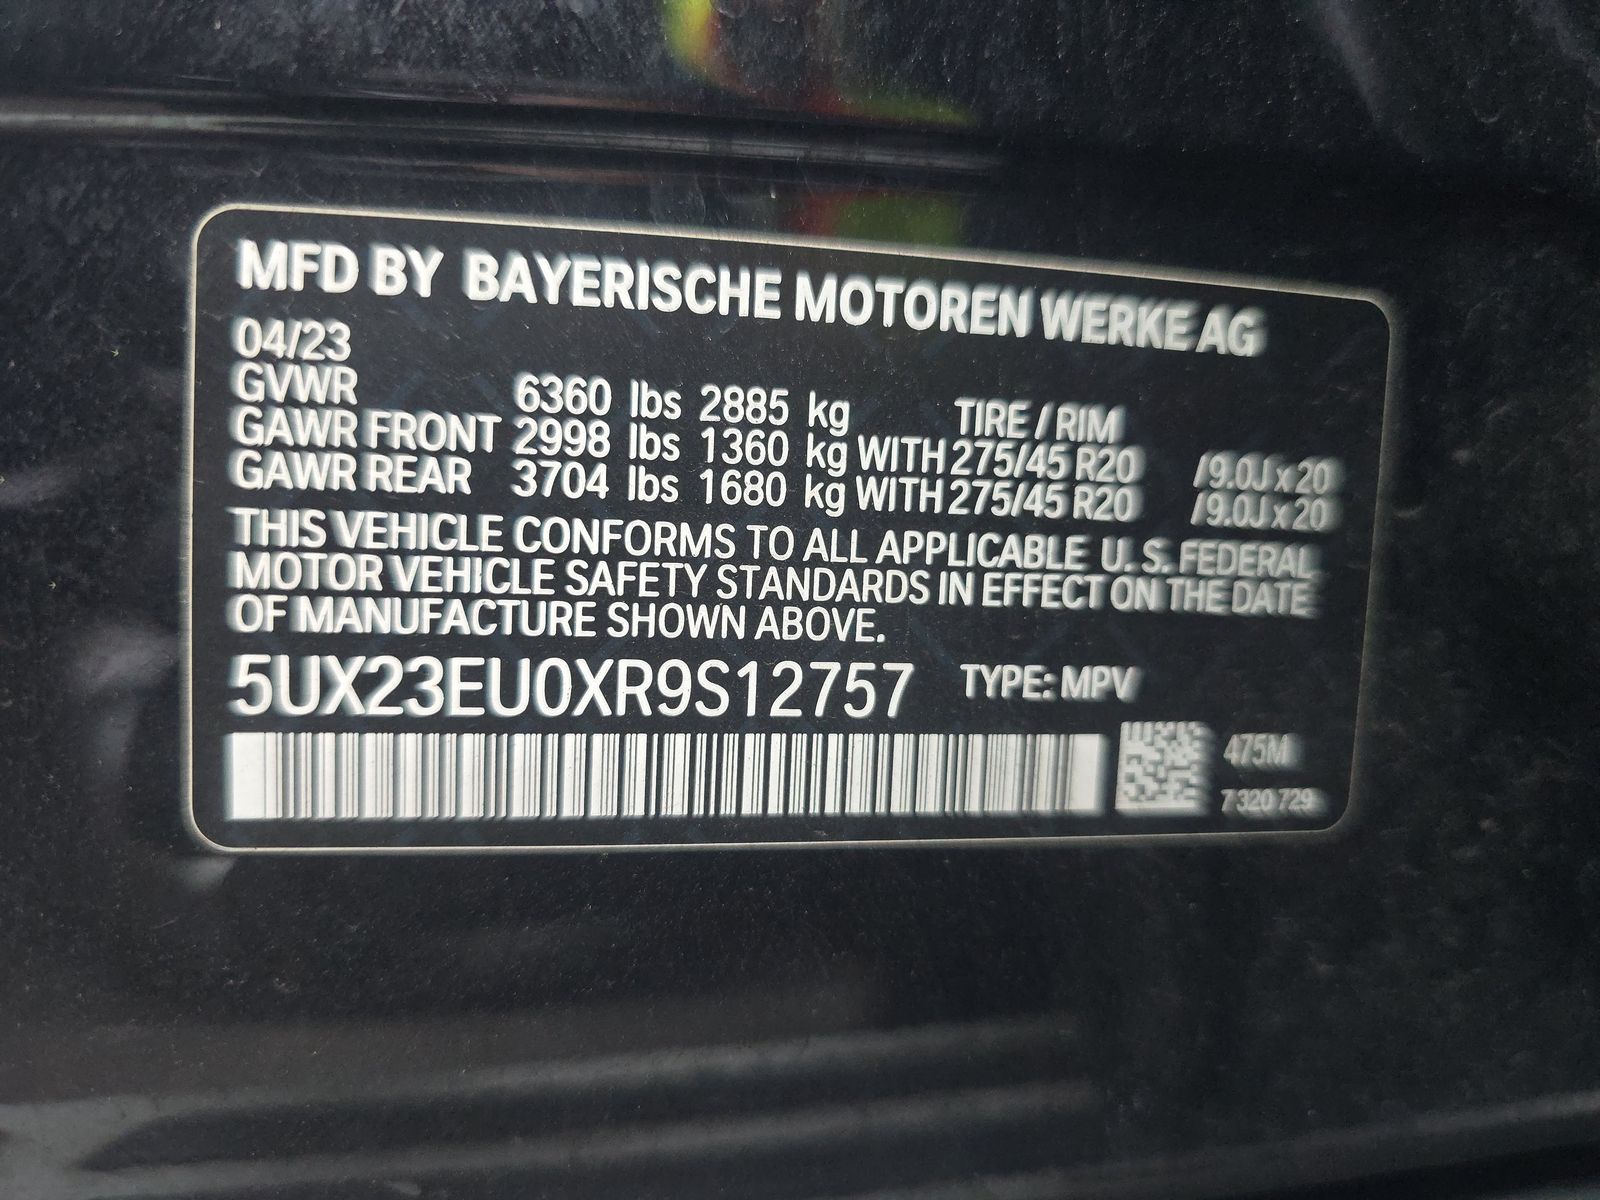 MFD BY BAYERISCHE MOTOREN WERKE AG
04/23
GVWR 6360 lbs 2885 kg TIRE / RIM
GAWR FRONT 2998 lbs 1360 kg WITH 275/45 R20 /9.0J x 20
GAWR REAR 3704 lbs 1680 kg WITH 275/45 R20 /9.0J x 20
THIS VEHICLE CONFORMS TO ALL APPLICABLE U. S. FEDERAL
MOTOR VEHICLE SAFETY STANDARDS IN EFFECT ON THE DATE
OF MANUFACTURE SHOWN ABOVE.
5UX23EU0XR9S12757 TYPE: MPV
475M
7 320 729